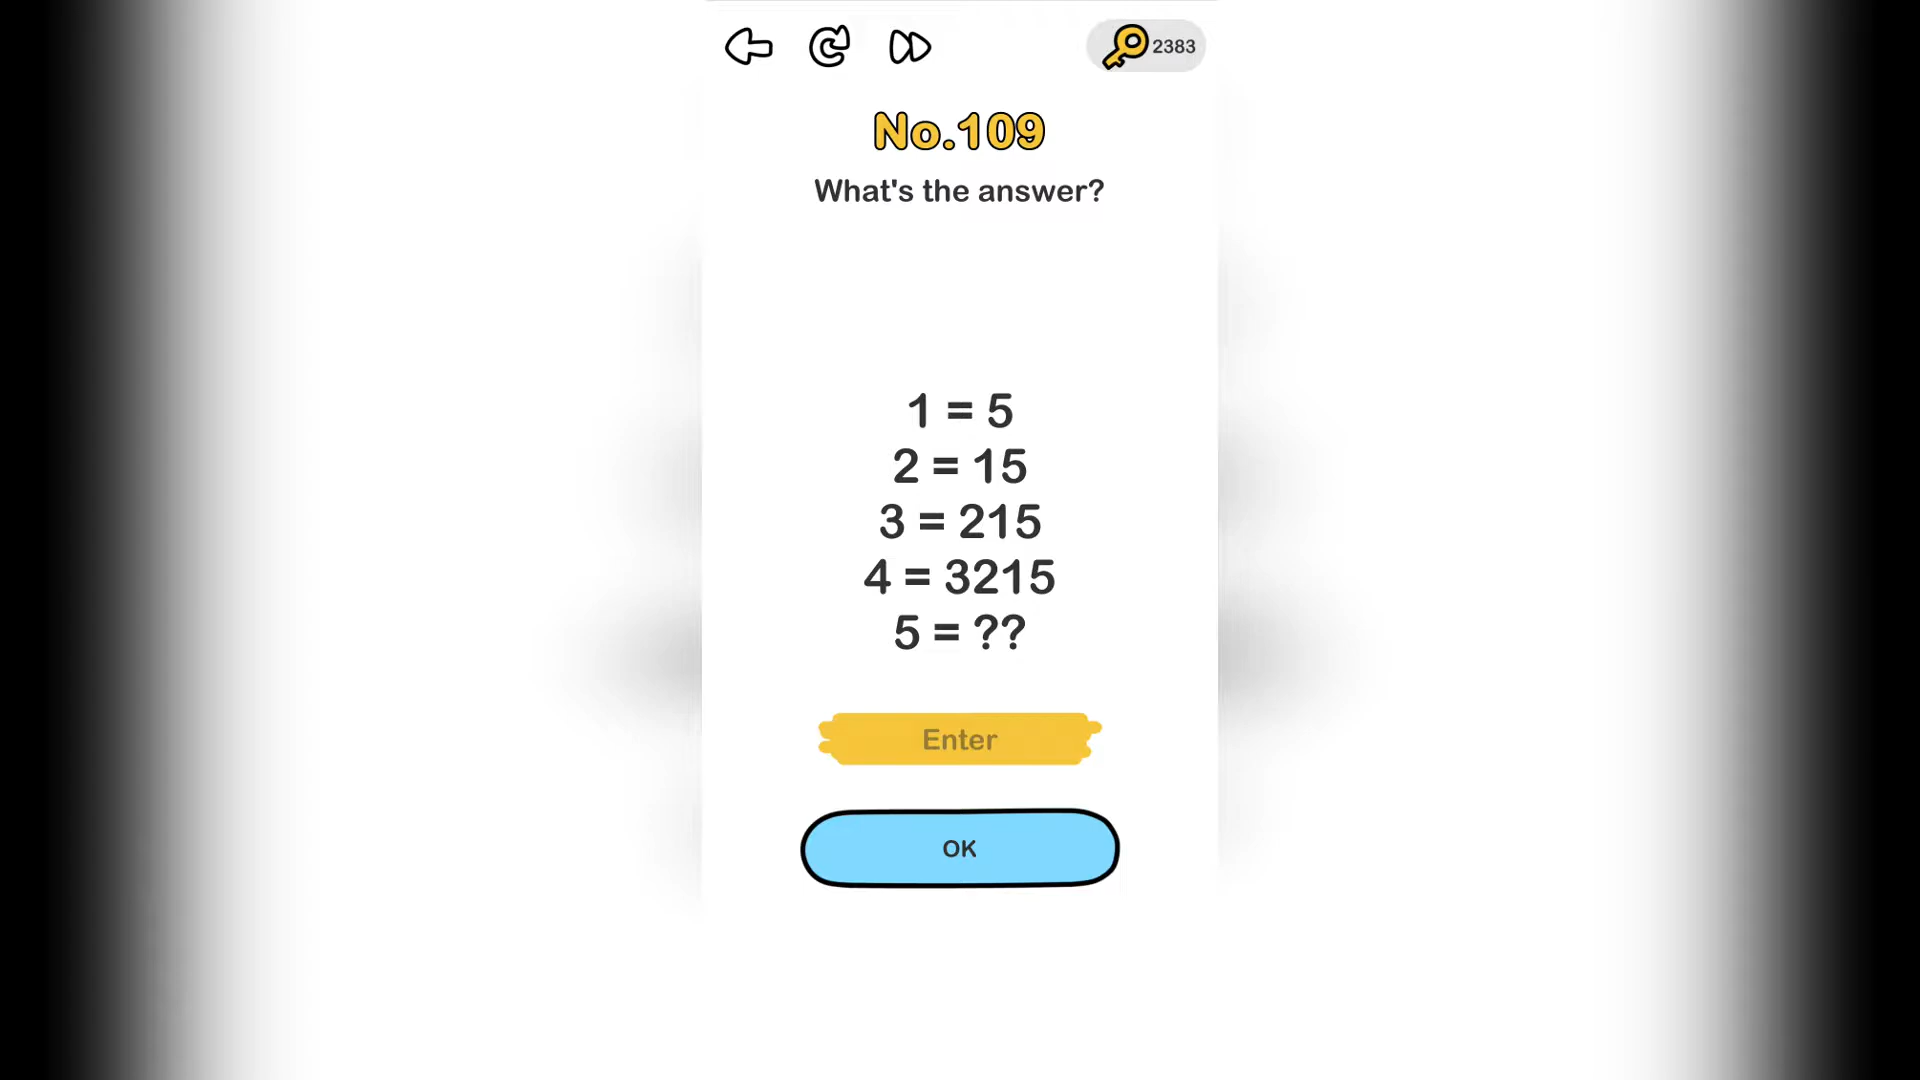 2383
No.109
What's the answer?
1 = 5
2 = 15
3 = 215
4 = 3215
5 = ??
Enter
OK